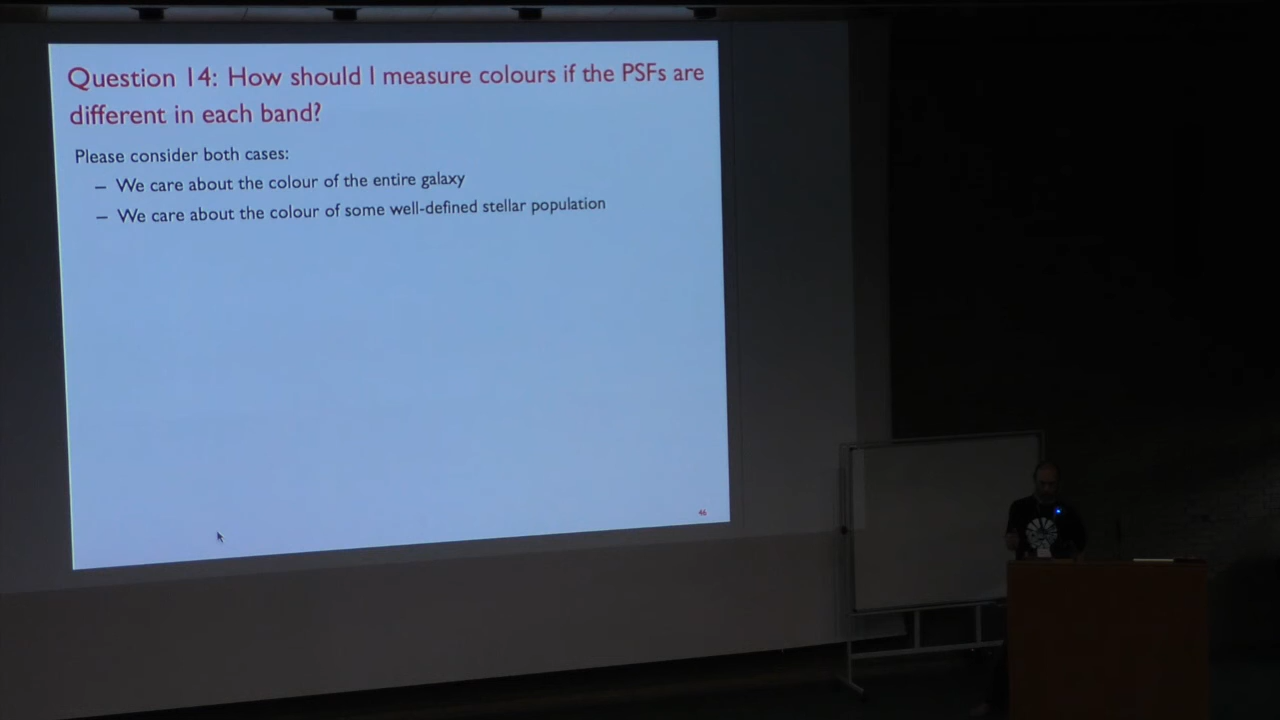 Question 14: How should I measure colours if the PSFs are
different in each band?
Please consider both cases:
– We care about the colour of the entire galaxy
– We care about the colour of some well-defined stellar population
46